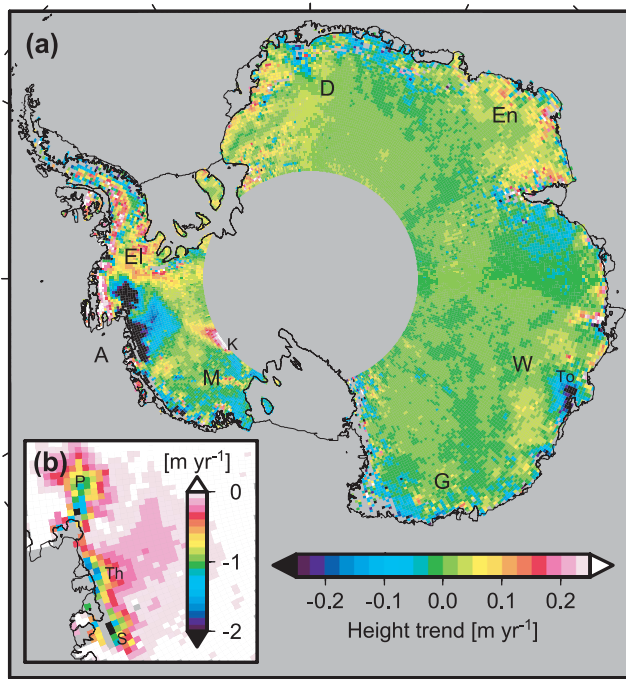 (a)
D
En
El
A
K
M
W
To
G
(b)
[m yr⁻¹]
P
Th
S
0
-1
-2
-0.2 -0.1 0.0 0.1 0.2
Height trend [m yr⁻¹]